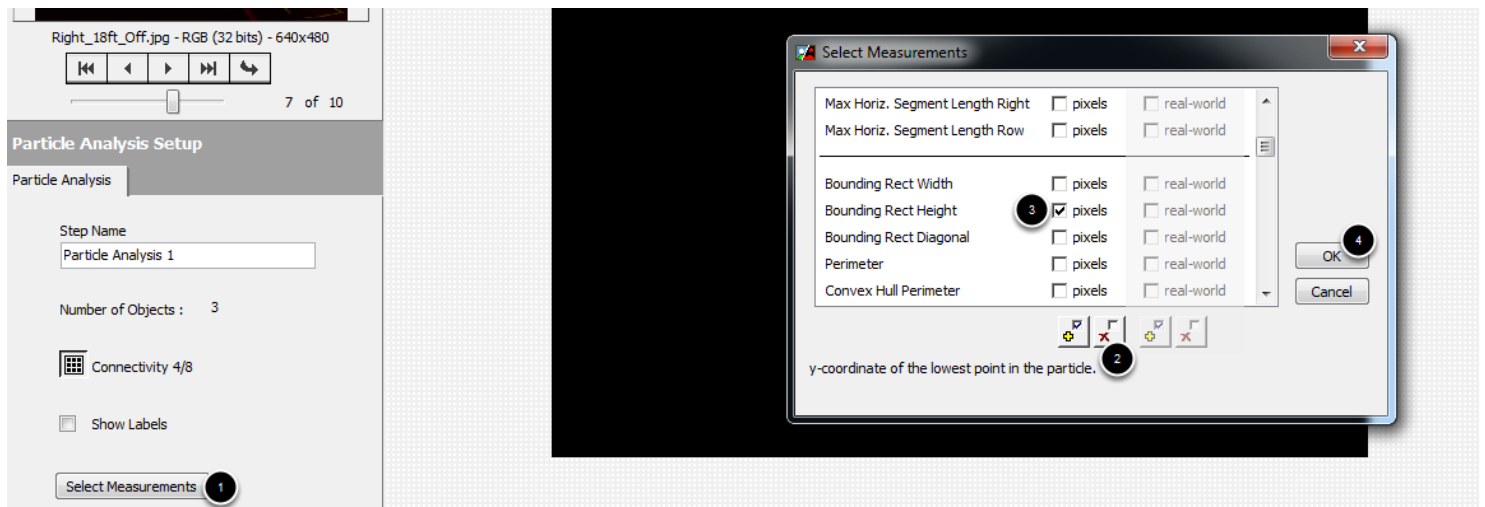 Right_18ft_Off.jpg - RGB (32 bits) - 640x480
7 of 10
Particle Analysis Setup
Particle Analysis
Step Name
Particle Analysis 1
Number of Objects : 3
Connectivity 4/8
Show Labels
Select Measurements 1
Select Measurements
Max Horiz. Segment Length Right pixels real-world
Max Horiz. Segment Length Row pixels real-world
Bounding Rect Width pixels real-world
Bounding Rect Height 3 pixels real-world
Bounding Rect Diagonal pixels real-world
Perimeter pixels real-world
Convex Hull Perimeter pixels real-world
4
OK
Cancel
2
y-coordinate of the lowest point in the particle.